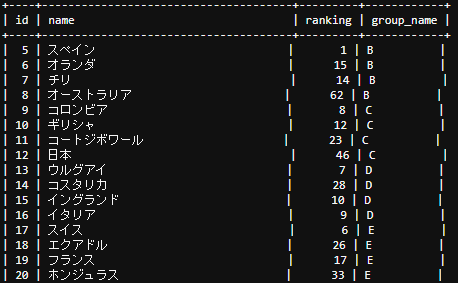 +----+--------------------------+---------+------------+
| id | name | ranking | group_name |
+----+--------------------------+---------+------------+
| 5 | スペイン | 1 | B |
| 6 | オランダ | 15 | B |
| 7 | チリ | 14 | B |
| 8 | オーストラリア | 62 | B |
| 9 | コロンビア | 8 | C |
| 10 | ギリシャ | 12 | C |
| 11 | コートジボワール | 23 | C |
| 12 | 日本 | 46 | C |
| 13 | ウルグアイ | 7 | D |
| 14 | コスタリカ | 28 | D |
| 15 | イングランド | 10 | D |
| 16 | イタリア | 9 | D |
| 17 | スイス | 6 | E |
| 18 | エクアドル | 26 | E |
| 19 | フランス | 17 | E |
| 20 | ホンジュラス | 33 | E |